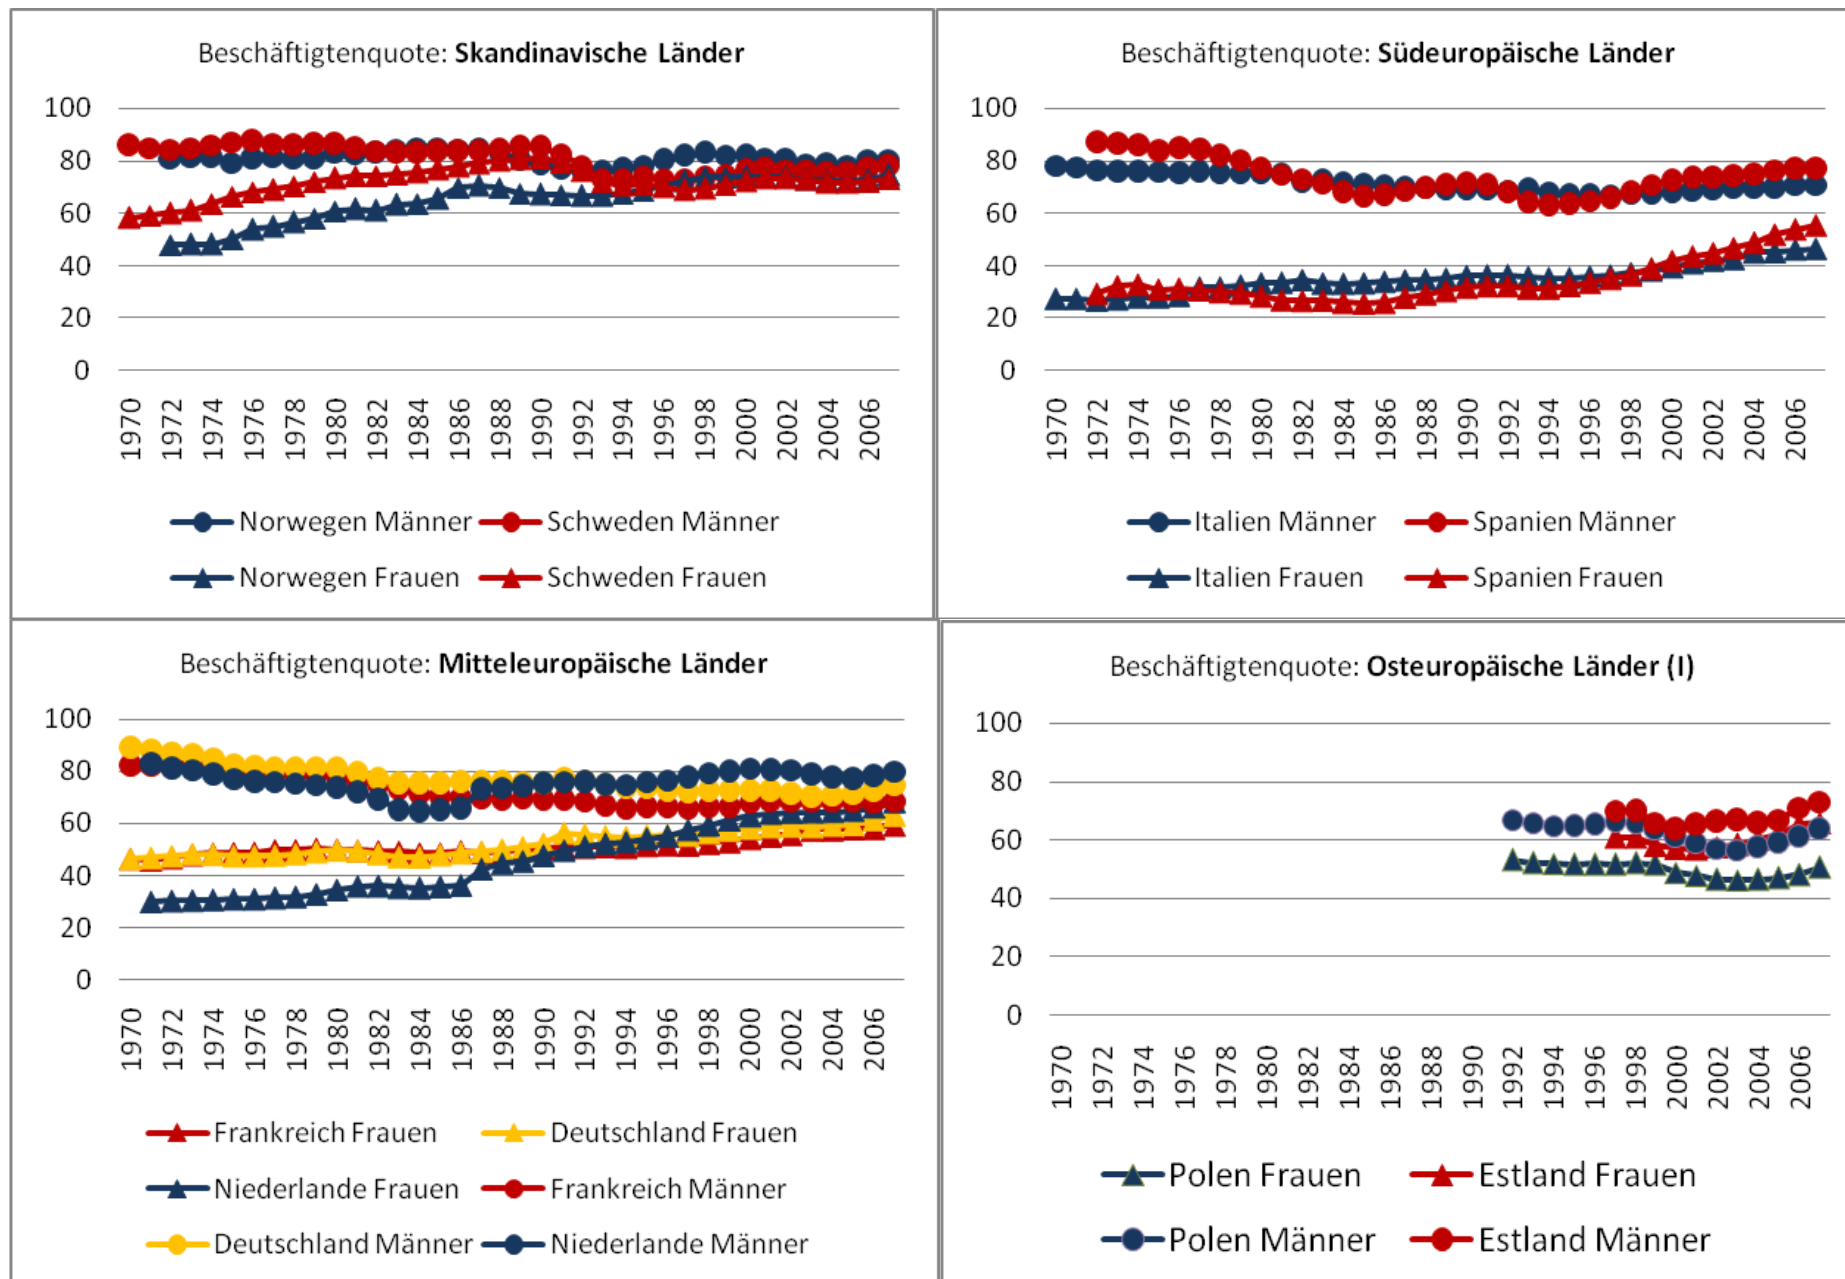 Beschäftigtenquote: Skandinavische Länder
100
80
60
40
20
0
1970 1972 1974 1976 1978 1980 1982 1984 1986 1988 1990 1992 1994 1996 1998 2000 2002 2004 2006
Norwegen Männer Schweden Männer
Norwegen Frauen Schweden Frauen
Beschäftigtenquote: Südeuropäische Länder
100
80
60
40
20
0
1970 1972 1974 1976 1978 1980 1982 1984 1986 1988 1990 1992 1994 1996 1998 2000 2002 2004 2006
Italien Männer Spanien Männer
Italien Frauen Spanien Frauen
Beschäftigtenquote: Mitteleuropäische Länder
100
80
60
40
20
0
1970 1972 1974 1976 1978 1980 1982 1984 1986 1988 1990 1992 1994 1996 1998 2000 2002 2004 2006
Frankreich Frauen Deutschland Frauen
Niederlande Frauen Frankreich Männer
Deutschland Männer Niederlande Männer
Beschäftigtenquote: Osteuropäische Länder (I)
100
80
60
40
20
0
1970 1972 1974 1976 1978 1980 1982 1984 1986 1988 1990 1992 1994 1996 1998 2000 2002 2004 2006
Polen Frauen Estland Frauen
Polen Männer Estland Männer